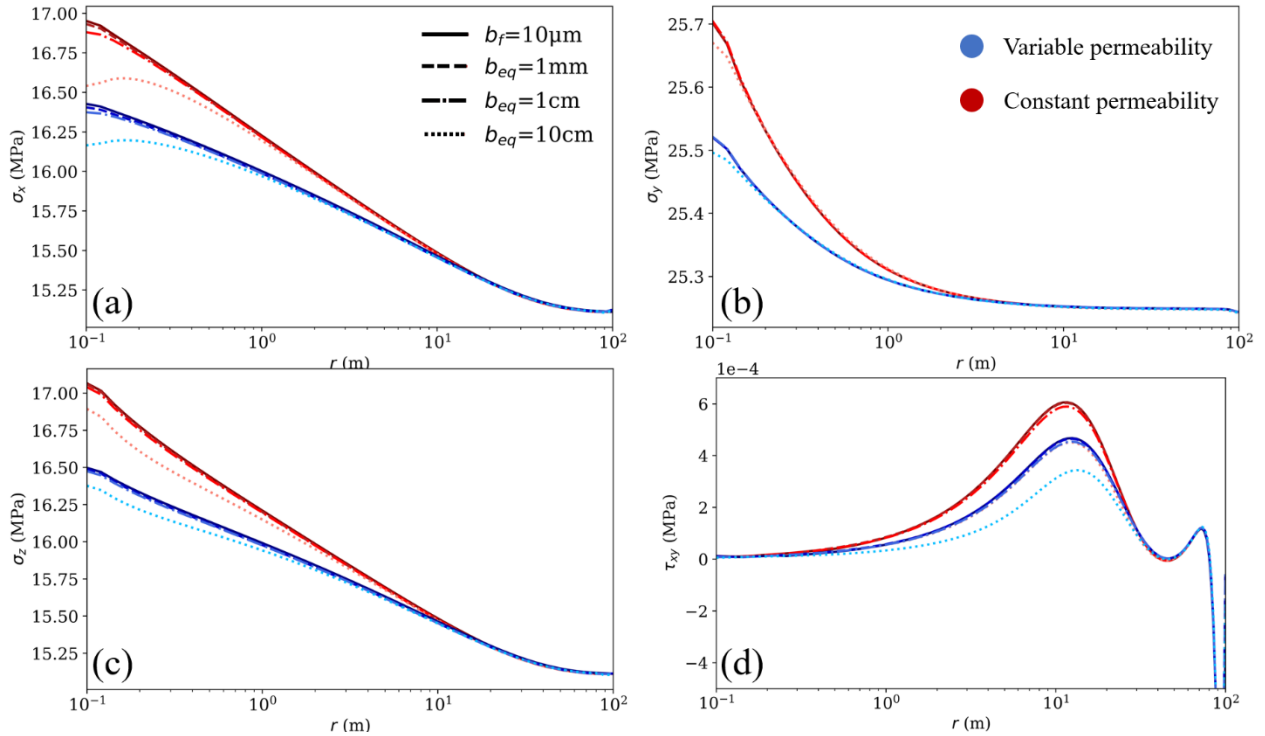 17.00
16.75
16.50
16.25
16.00
15.75
15.50
15.25
σx (MPa)
b_f=10μm
b_eq=1mm
b_eq=1cm
b_eq=10cm
(a)
10⁻¹ 10⁰ 10¹ 10²
r (m)
25.7
25.6
25.5
25.4
25.3
σy (MPa)
Variable permeability
Constant permeability
(b)
10⁻¹ 10⁰ 10¹ 10²
r (m)
17.00
16.75
16.50
16.25
16.00
15.75
15.50
15.25
σz (MPa)
(c)
10⁻¹ 10⁰ 10¹ 10²
r (m)
1e−4
6
4
2
0
−2
−4
τxy (MPa)
(d)
10⁻¹ 10⁰ 10¹ 10²
r (m)